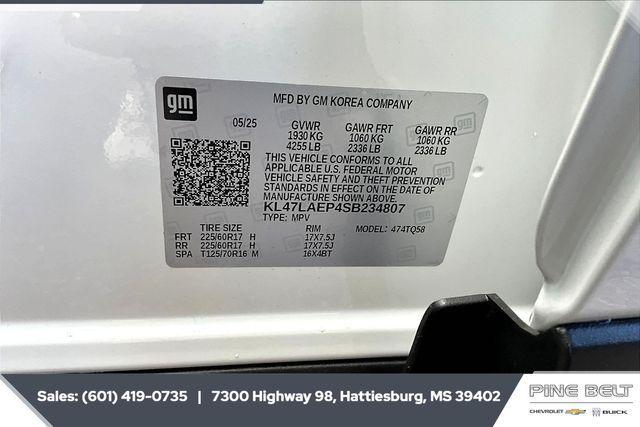 gm
MFD BY GM KOREA COMPANY
05/25 GVWR GAWR FRT GAWR RR
1930 KG 1060 KG 1060 KG
4255 LB 2336 LB 2336 LB
THIS VEHICLE CONFORMS TO ALL
APPLICABLE U.S. FEDERAL MOTOR
VEHICLE SAFETY AND THEFT PREVENTION
STANDARDS IN EFFECT ON THE DATE OF
MANUFACTURE SHOWN ABOVE.
KL47LAEP4SB234807
TYPE: MPV MODEL: 474TQ58
TIRE SIZE RIM
FRT 225/60R17 H 17X7.5J
RR 225/60R17 H 17X7.5J
SPA T125/70R16 M 16X4BT
Sales: (601) 419-0735 | 7300 Highway 98, Hattiesburg, MS 39402
PINE BELT
CHEVROLET BUICK